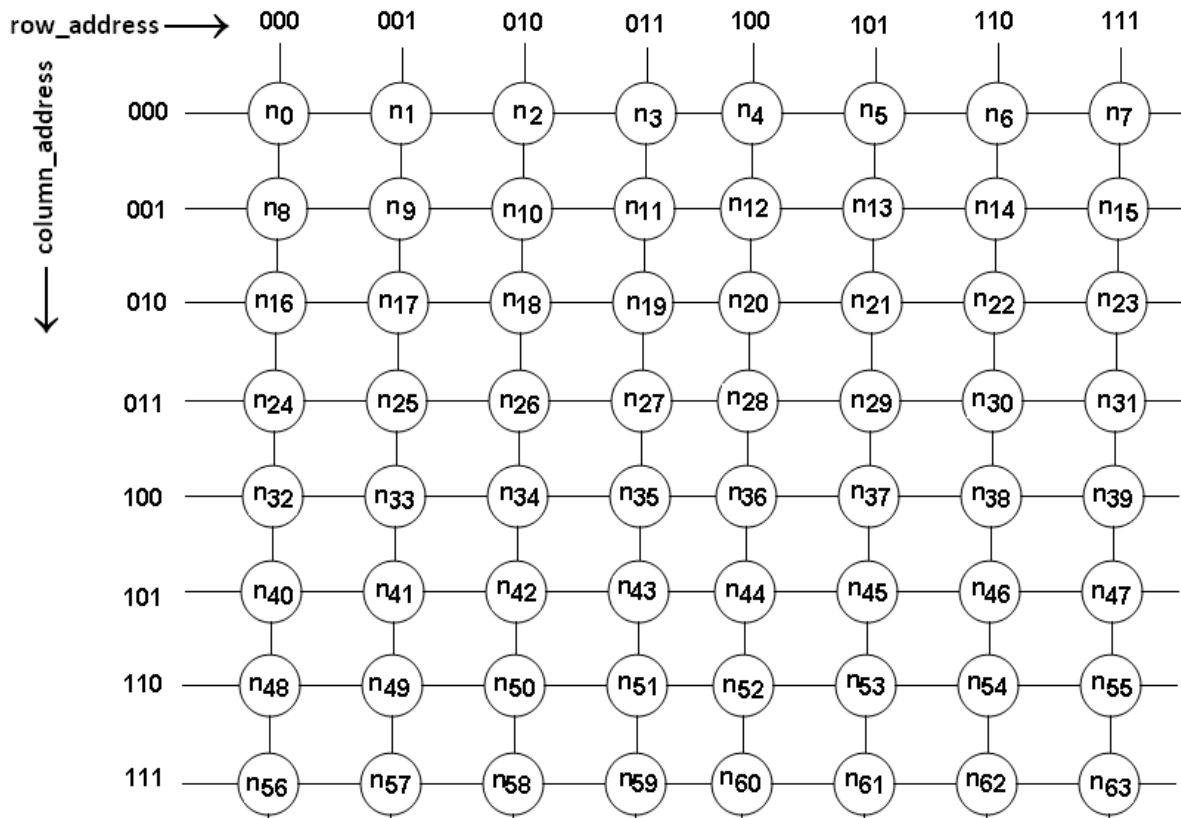 row_address 000 001 010 011 100 101 110 111
column_address
000 n0 n1 n2 n3 n4 n5 n6 n7
001 n8 n9 n10 n11 n12 n13 n14 n15
010 n16 n17 n18 n19 n20 n21 n22 n23
011 n24 n25 n26 n27 n28 n29 n30 n31
100 n32 n33 n34 n35 n36 n37 n38 n39
101 n40 n41 n42 n43 n44 n45 n46 n47
110 n48 n49 n50 n51 n52 n53 n54 n55
111 n56 n57 n58 n59 n60 n61 n62 n63